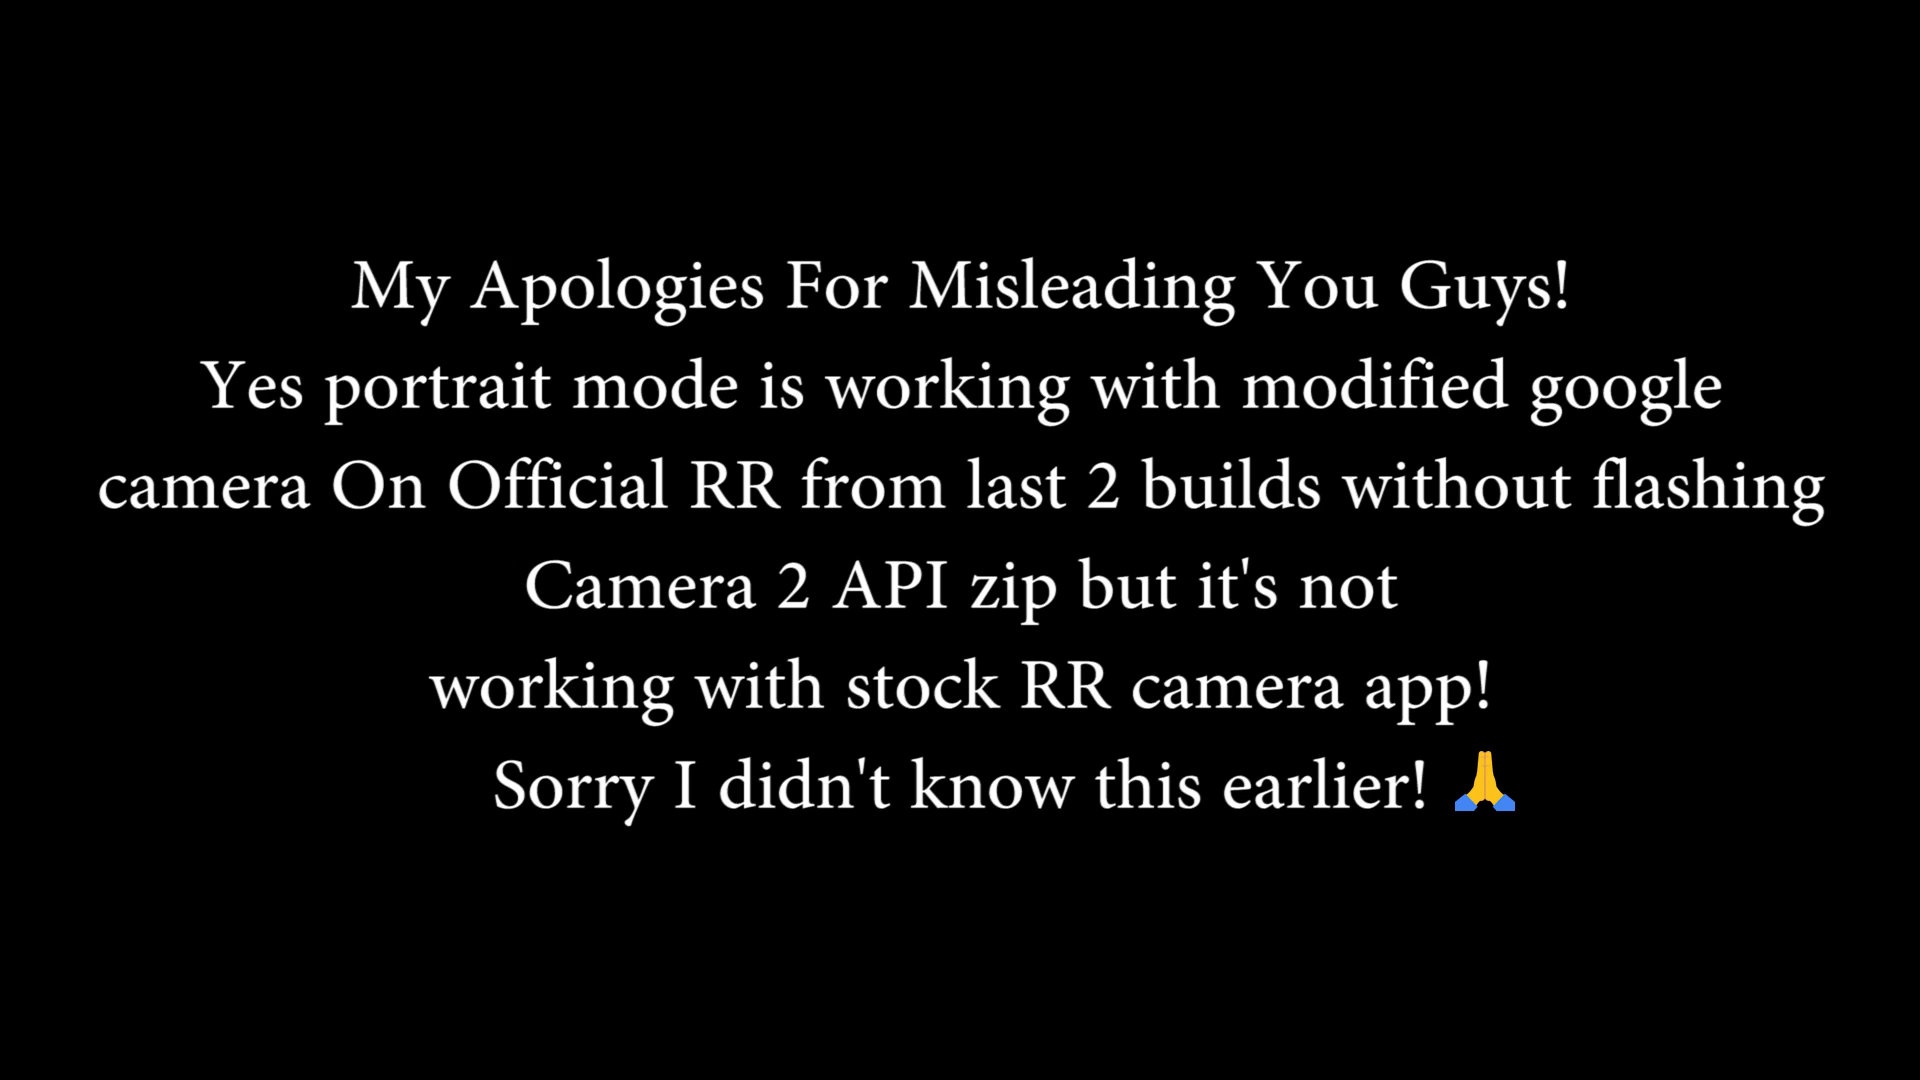 My Apologies For Misleading You Guys!
Yes portrait mode is working with modified google
camera On Official RR from last 2 builds without flashing
Camera 2 API zip but it's not
working with stock RR camera app!
Sorry I didn't know this earlier! 🙏